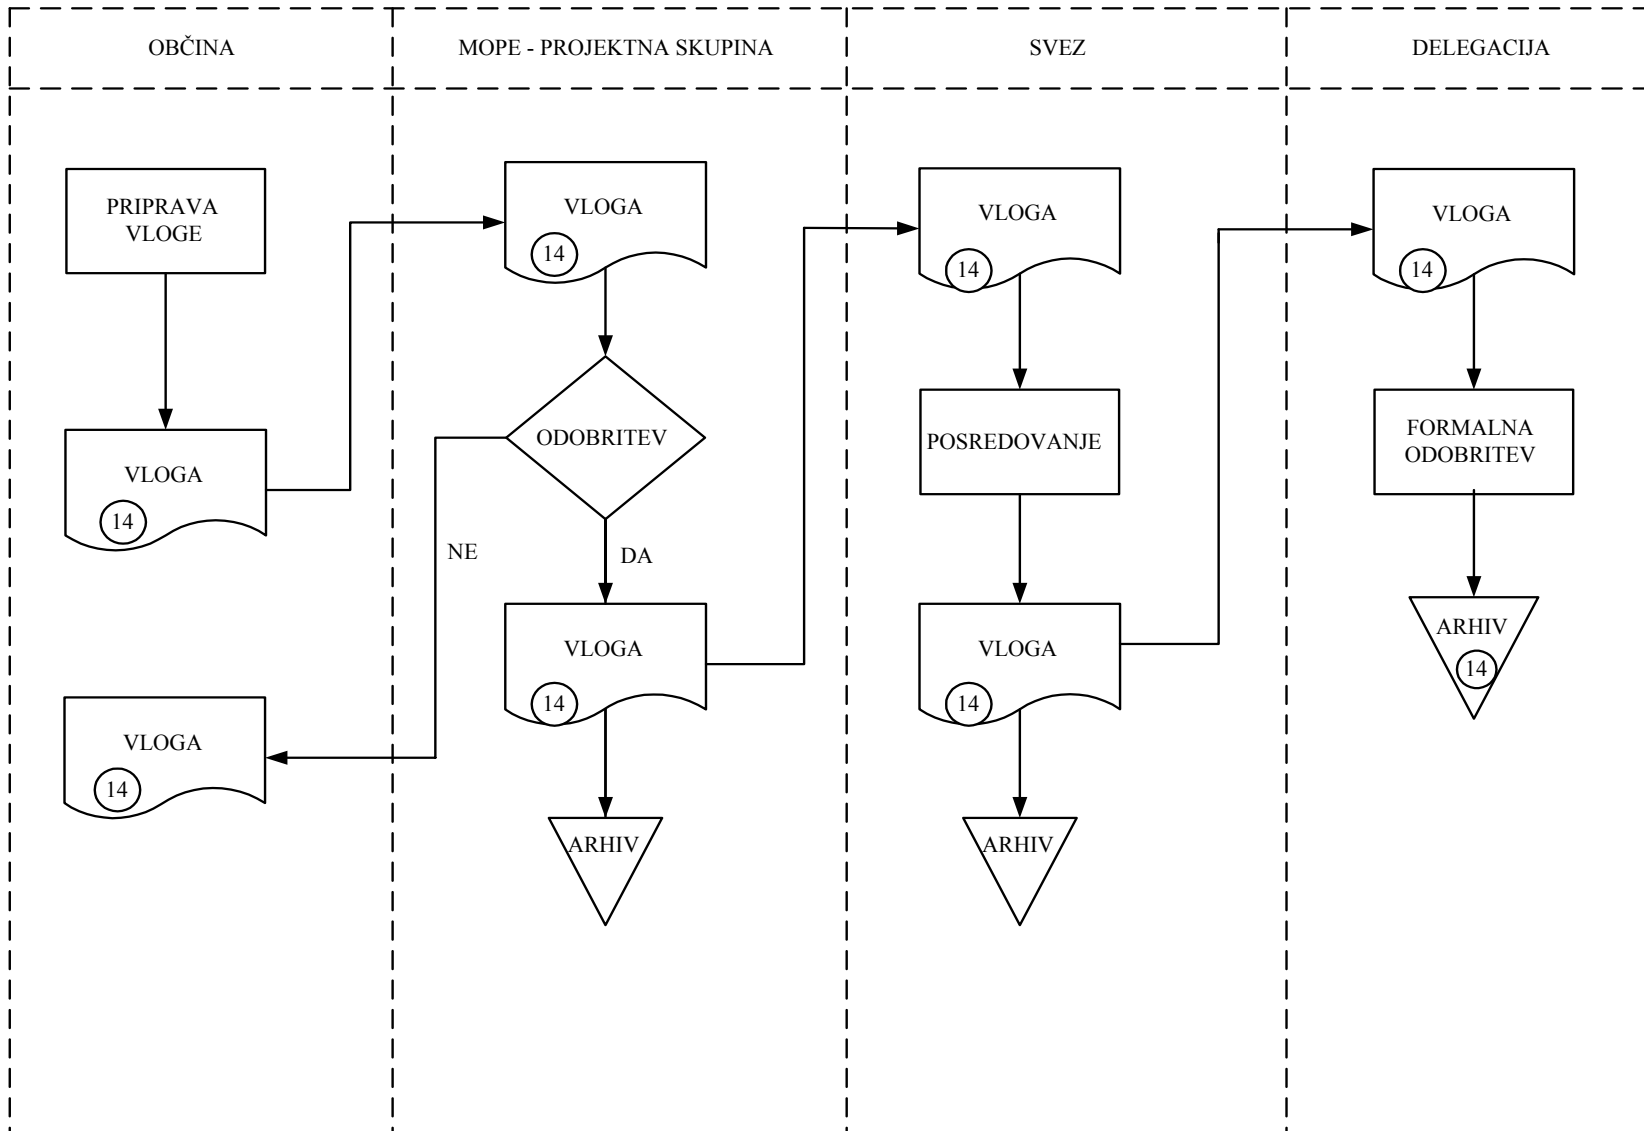 OBČINA
MOPE - PROJEKTNA SKUPINA
SVEZ
DELEGACIJA
PRIPRAVA
VLOGE
VLOGA
14
VLOGA
14
VLOGA
14
ODOBRITEV
NE
DA
VLOGA
14
ARHIV
VLOGA
14
POSREDOVANJE
VLOGA
14
ARHIV
VLOGA
14
FORMALNA
ODOBRITEV
ARHIV
14